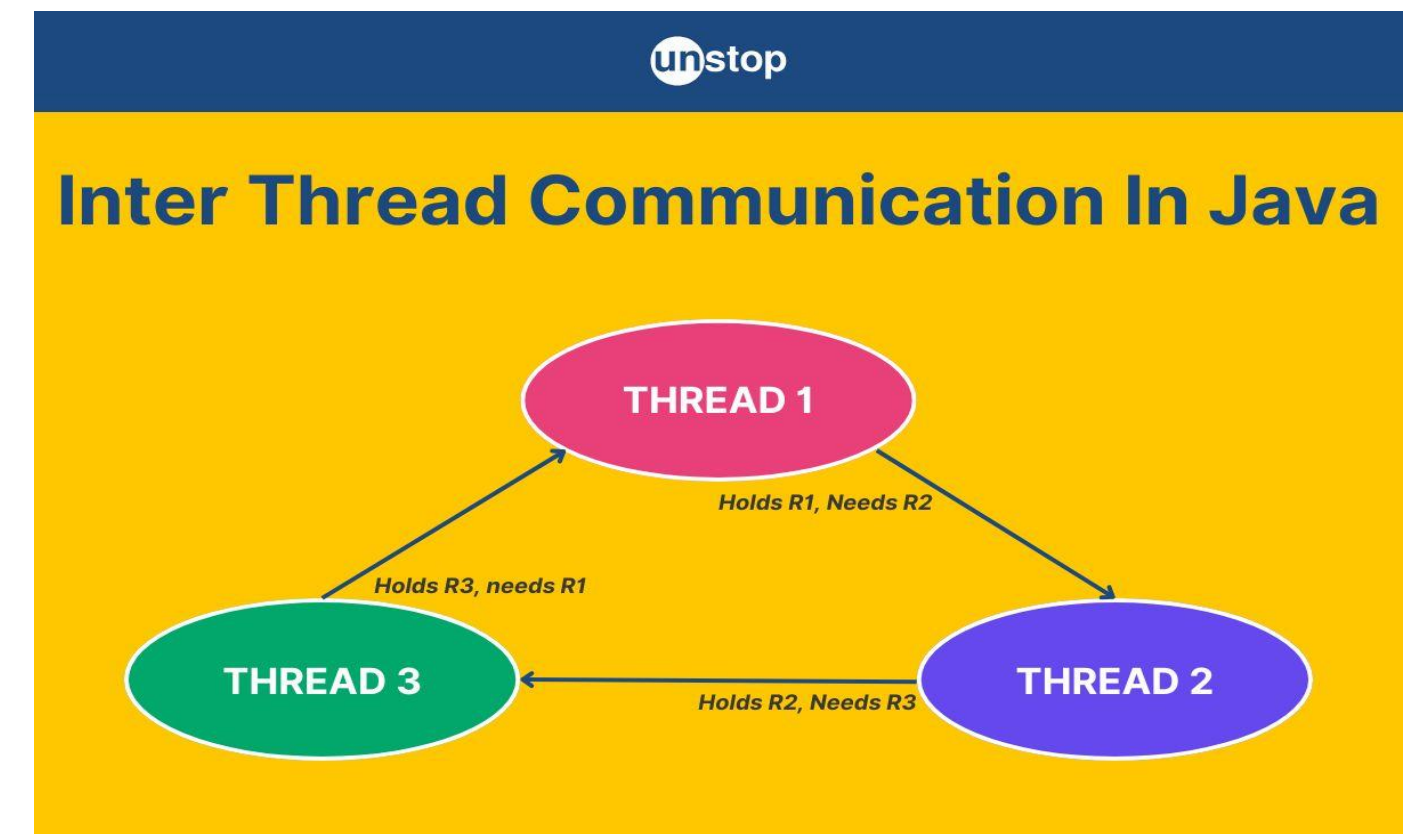 unstop
Inter Thread Communication In Java
THREAD 1
Holds R1, Needs R2
Holds R3, needs R1
THREAD 3
THREAD 2
Holds R2, Needs R3